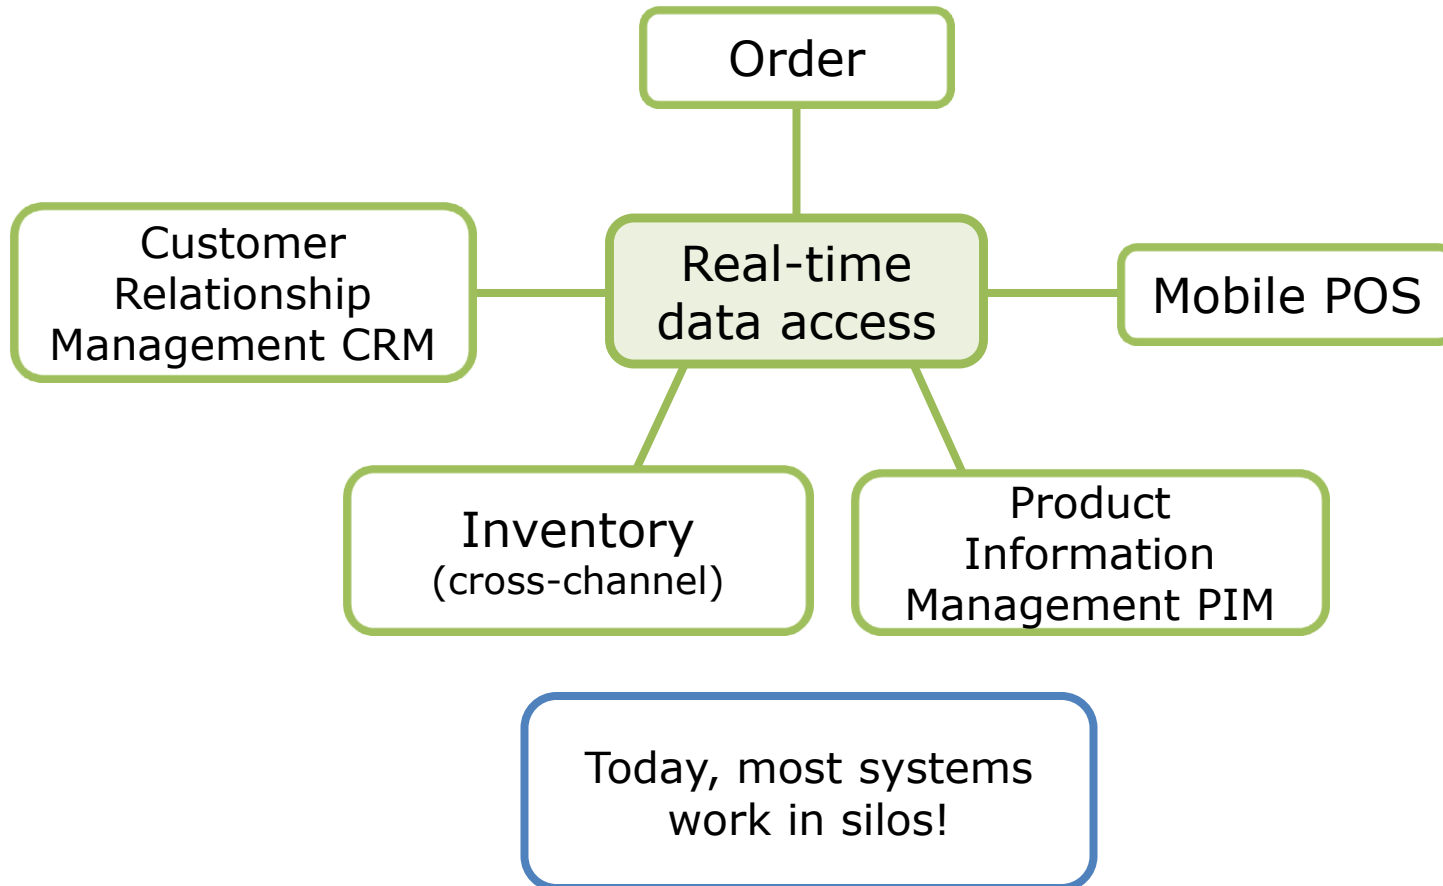 Order
Customer
Relationship
Management CRM
Real-time
data access
Mobile POS
Inventory
(cross-channel)
Product
Information
Management PIM
Today, most systems
work in silos!